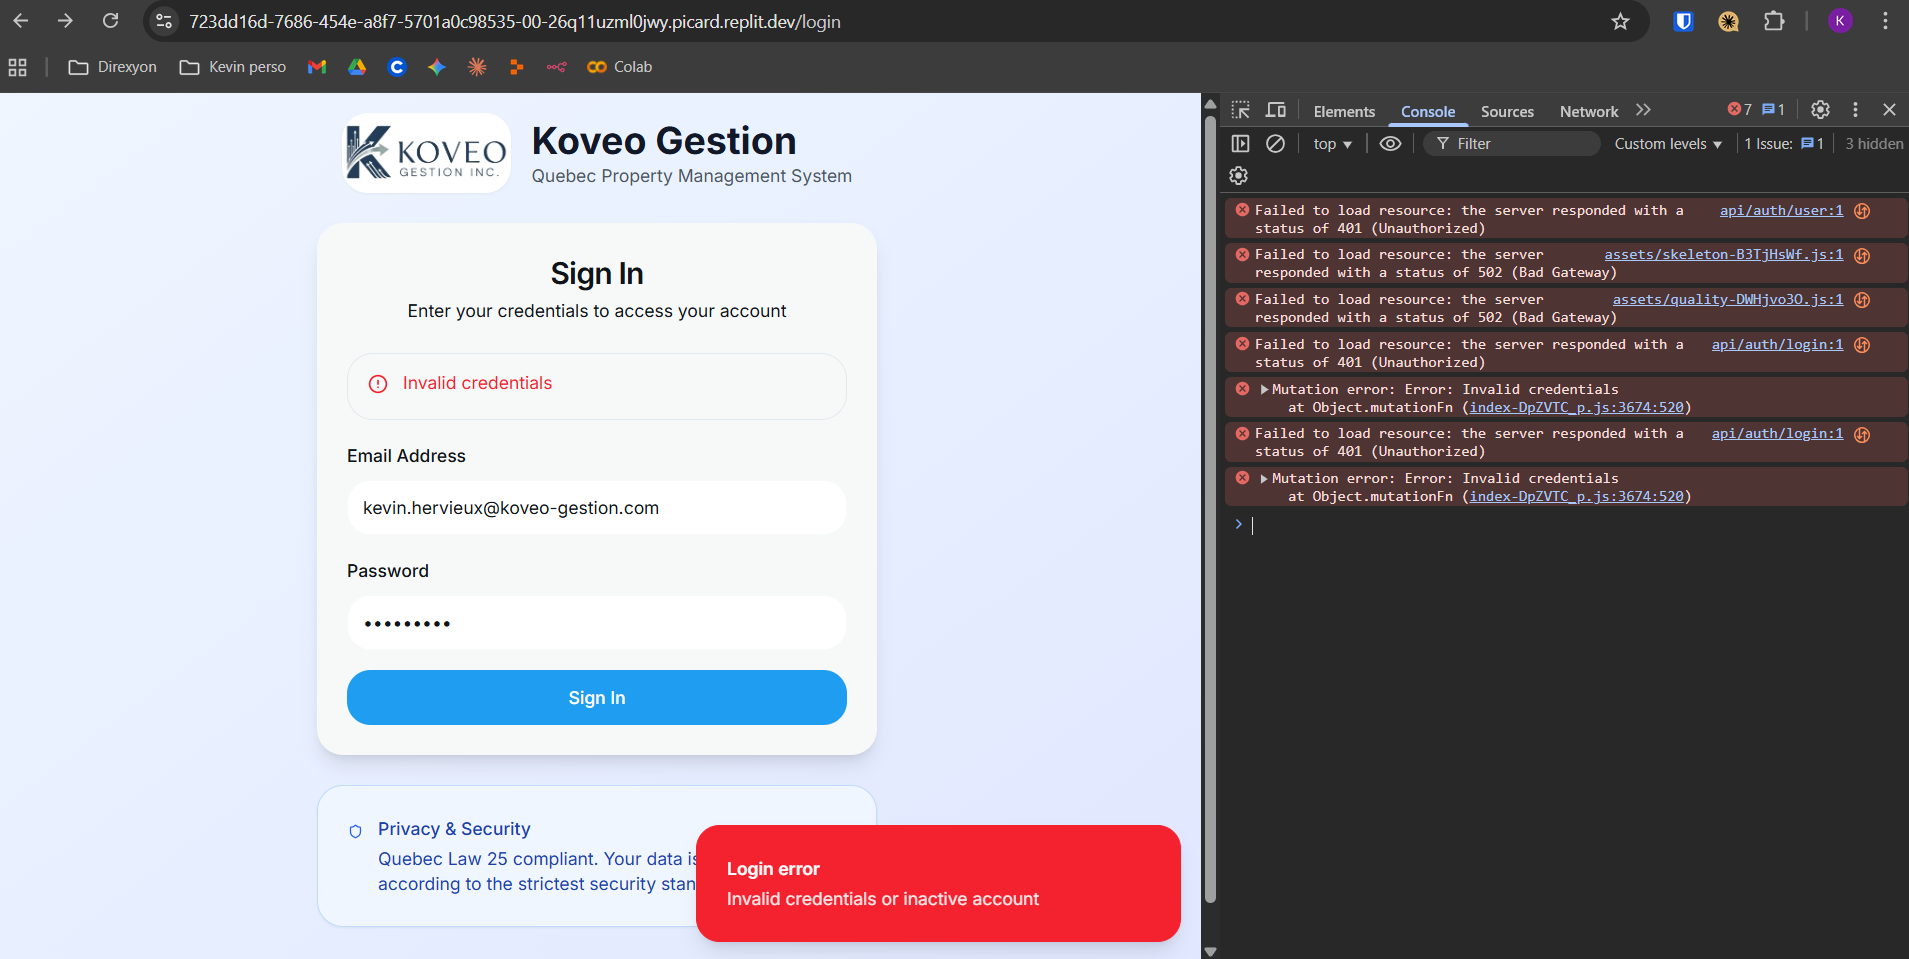 723dd16d-7686-454e-a8f7-5701a0c98535-00-26q11uzml0jwy.picard.replit.dev/login
K
Direxyon
Kevin perso
Colab
KOVEO
GESTION INC.
Koveo Gestion
Quebec Property Management System
Sign In
Enter your credentials to access your account
Invalid credentials
Email Address
kevin.hervieux@koveo-gestion.com
Password
•••••••••
Sign In
Privacy & Security
Quebec Law 25 compliant. Your data is
according to the strictest security stan
Login error
Invalid credentials or inactive account
Elements Console Sources Network 7 1
top Filter Custom levels 1 Issue: 1 3 hidden
Failed to load resource: the server responded with a api/auth/user:1
status of 401 (Unauthorized)
Failed to load resource: the server assets/skeleton-B3TjHsWf.js:1
responded with a status of 502 (Bad Gateway)
Failed to load resource: the server assets/quality-DWHjvo3O.js:1
responded with a status of 502 (Bad Gateway)
Failed to load resource: the server responded with a api/auth/login:1
status of 401 (Unauthorized)
Mutation error: Error: Invalid credentials
at Object.mutationFn (index-DpZVTC_p.js:3674:520)
Failed to load resource: the server responded with a api/auth/login:1
status of 401 (Unauthorized)
Mutation error: Error: Invalid credentials
at Object.mutationFn (index-DpZVTC_p.js:3674:520)